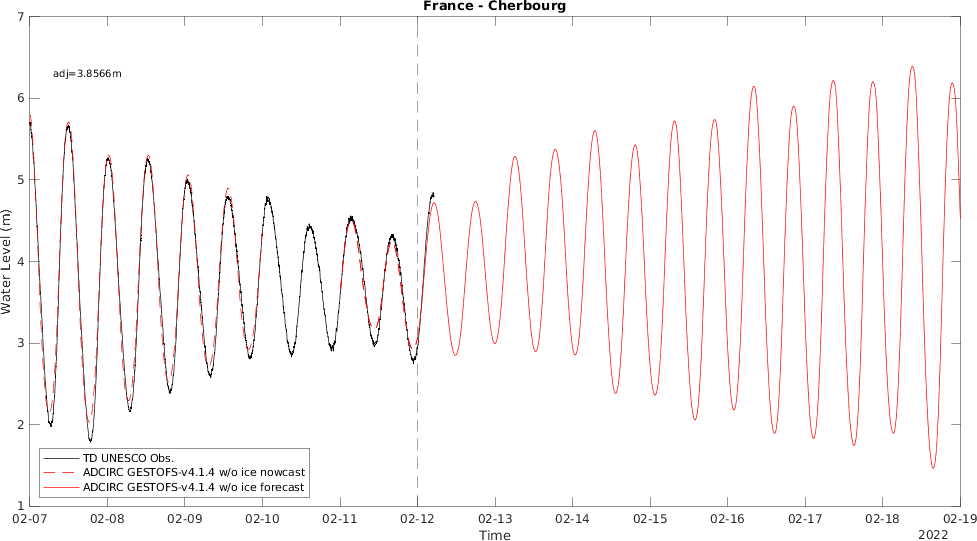 France - Cherbourg
7
6
5
4
3
2
1
Water Level (m)
adj=3.8566m
TD UNESCO Obs.
ADCIRC GESTOFS-v4.1.4 w/o ice nowcast
ADCIRC GESTOFS-v4.1.4 w/o ice forecast
02-07 02-08 02-09 02-10 02-11 02-12 02-13 02-14 02-15 02-16 02-17 02-18 02-19
Time
2022